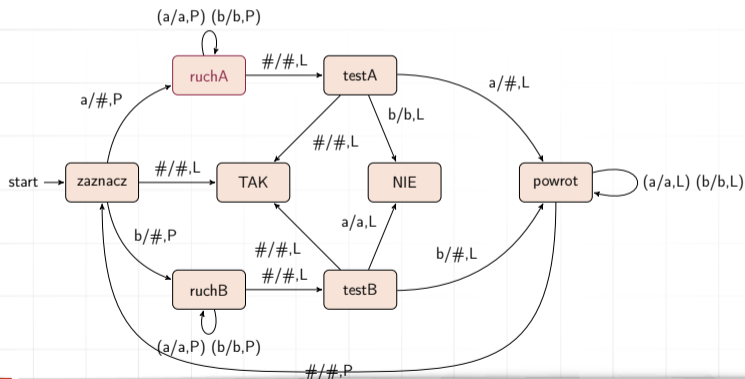 (a/a,P) (b/b,P)
ruchA
#/#,L
testA
a/#,L
a/#,P
b/b,L
#/#,L
start
zaznacz
#/#,L
TAK
NIE
powrot
(a/a,L) (b/b,L)
b/#,P
a/a,L
#/#,L
b/#,L
ruchB
#/#,L
testB
(a/a,P) (b/b,P)
#/#,P